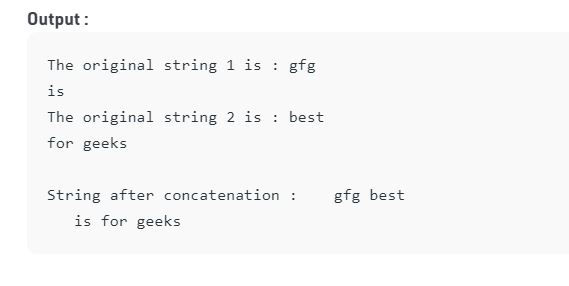 Output :
The original string 1 is : gfg
is
The original string 2 is : best
for geeks
String after concatenation :    gfg best
   is for geeks